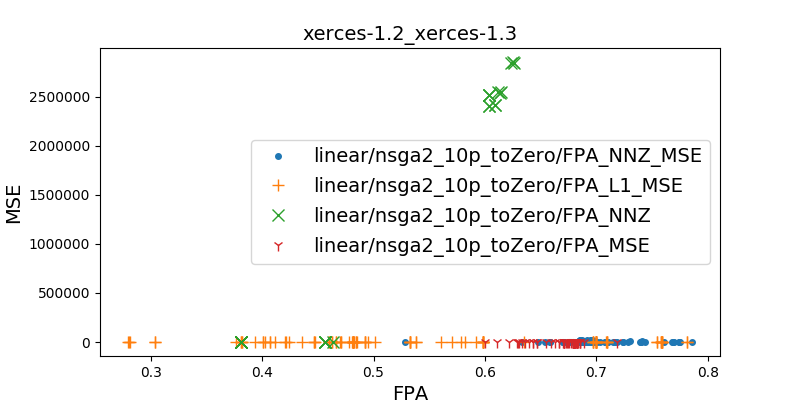 xerces-1.2_xerces-1.3
MSE
2500000
2000000
1500000
1000000
500000
0
linear/nsga2_10p_toZero/FPA_NNZ_MSE
linear/nsga2_10p_toZero/FPA_L1_MSE
linear/nsga2_10p_toZero/FPA_NNZ
linear/nsga2_10p_toZero/FPA_MSE
0.3 0.4 0.5 0.6 0.7 0.8
FPA